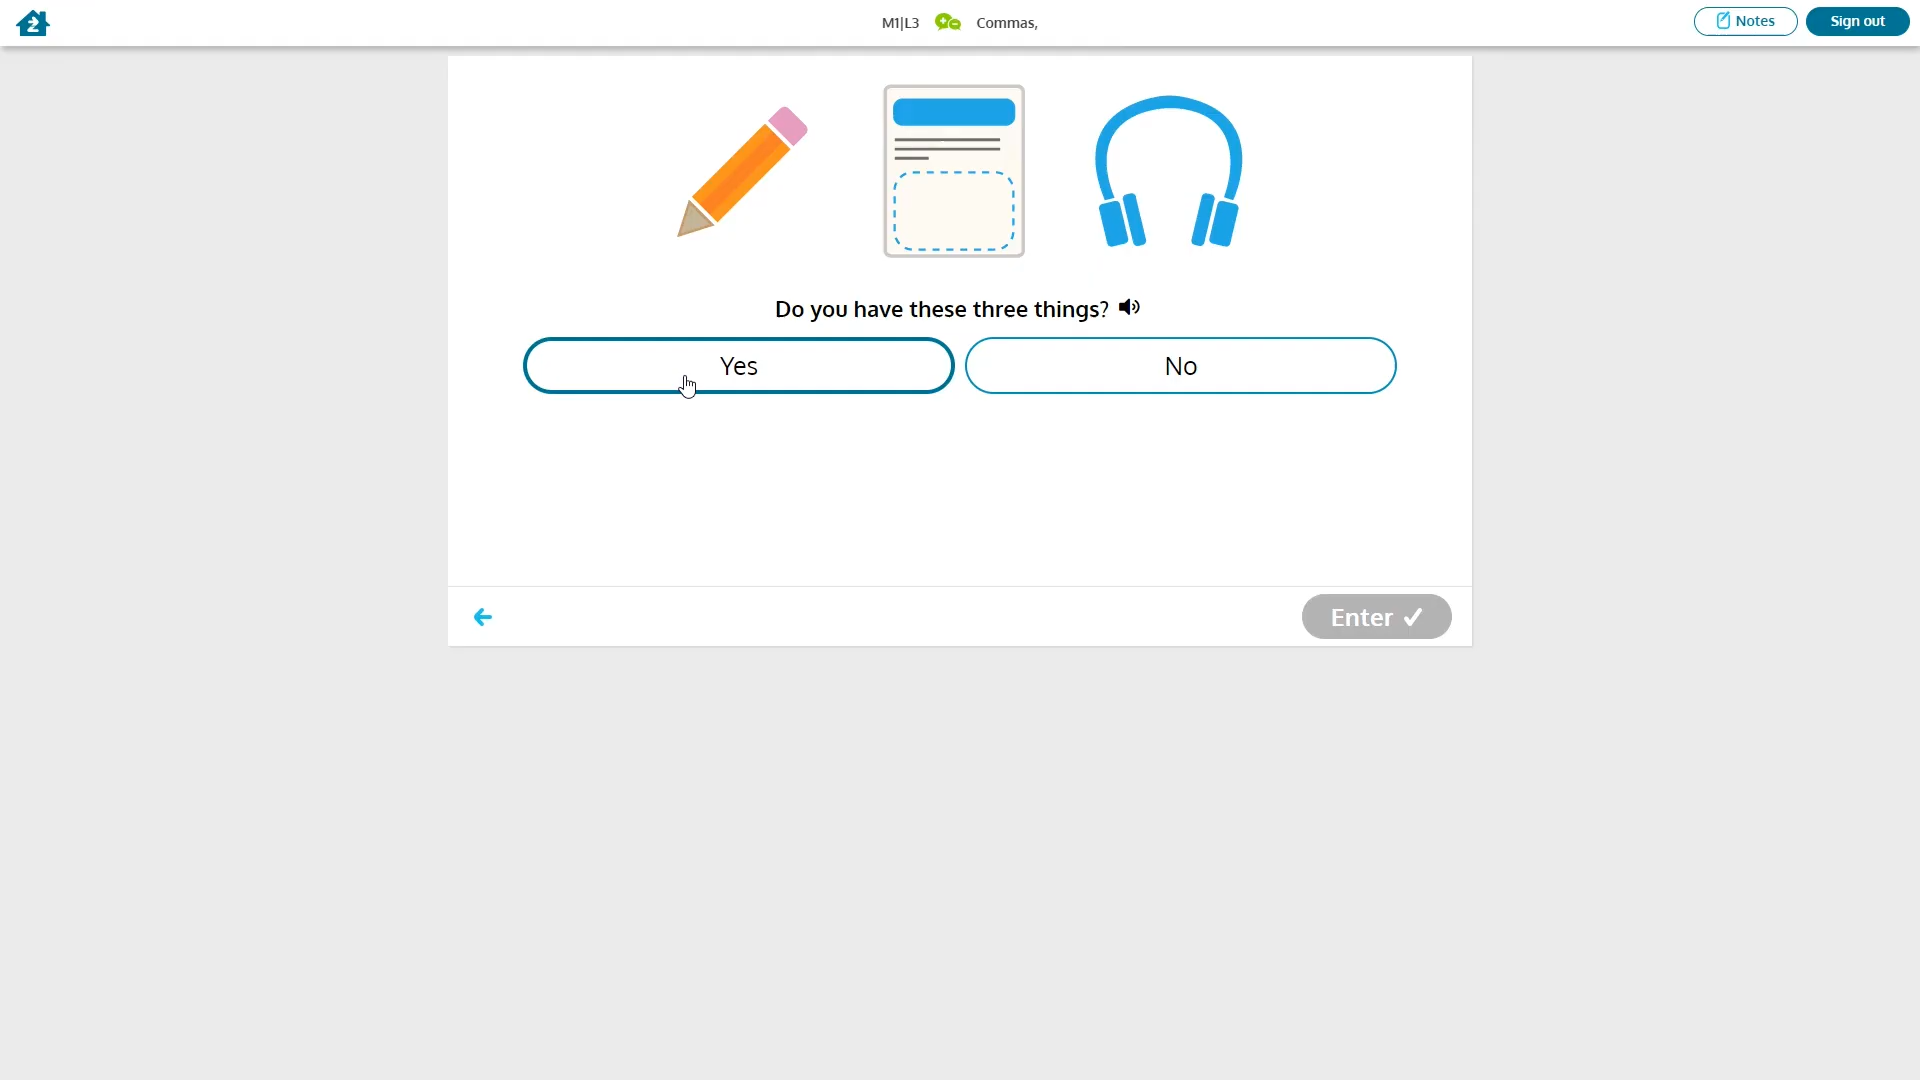 M1|L3 Commas,
Notes
Sign out
Do you have these three things?
Yes
No
Enter